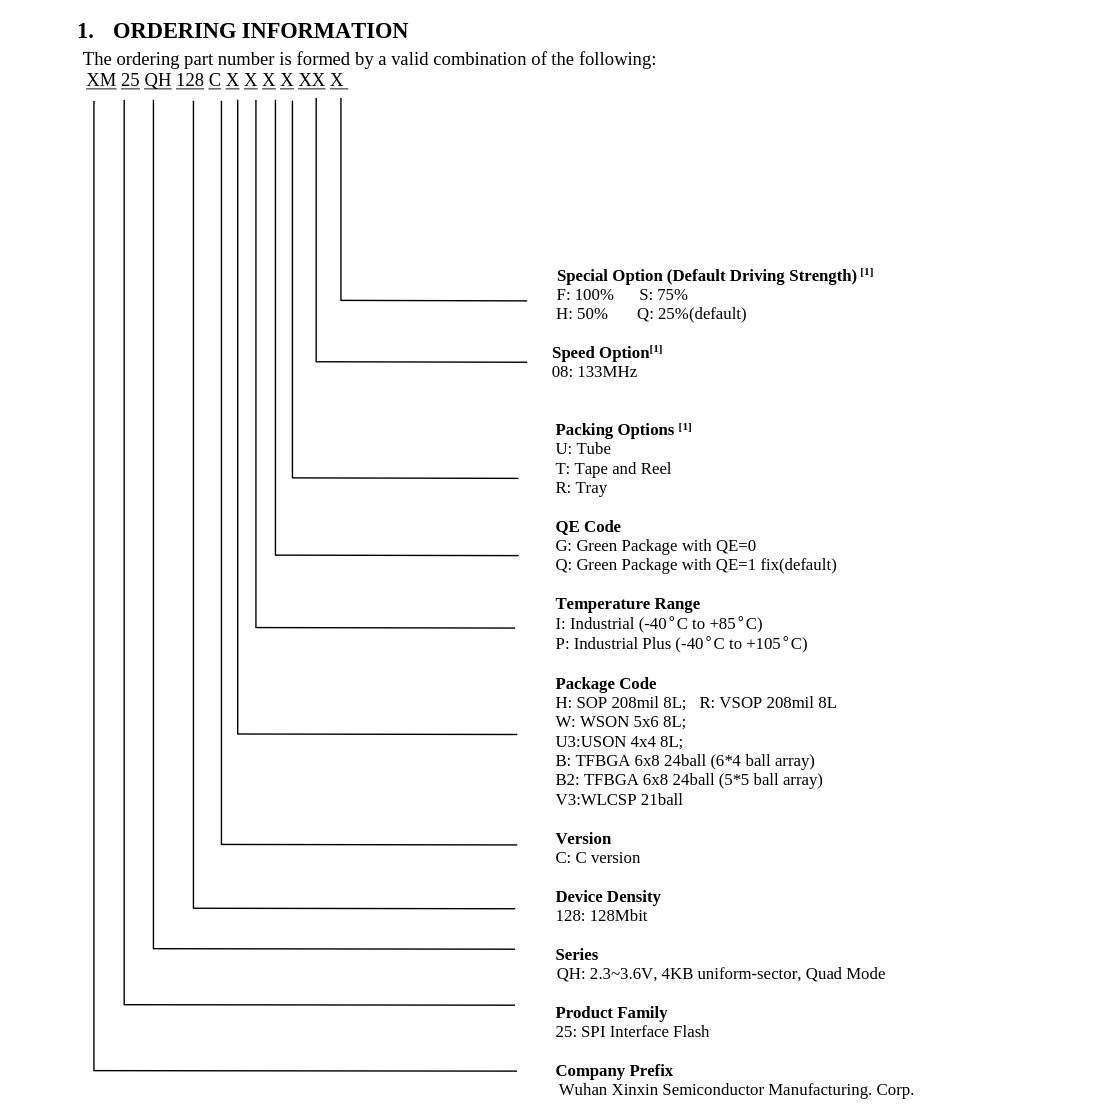 1. ORDERING INFORMATION
The ordering part number is formed by a valid combination of the following:
XM 25 QH 128 C X X X X XX X
Special Option (Default Driving Strength) [1]
F: 100% S: 75%
H: 50% Q: 25%(default)
Speed Option[1]
08: 133MHz
Packing Options [1]
U: Tube
T: Tape and Reel
R: Tray
QE Code
G: Green Package with QE=0
Q: Green Package with QE=1 fix(default)
Temperature Range
I: Industrial (-40°C to +85°C)
P: Industrial Plus (-40°C to +105°C)
Package Code
H: SOP 208mil 8L; R: VSOP 208mil 8L
W: WSON 5x6 8L;
U3:USON 4x4 8L;
B: TFBGA 6x8 24ball (6*4 ball array)
B2: TFBGA 6x8 24ball (5*5 ball array)
V3:WLCSP 21ball
Version
C: C version
Device Density
128: 128Mbit
Series
QH: 2.3~3.6V, 4KB uniform-sector, Quad Mode
Product Family
25: SPI Interface Flash
Company Prefix
Wuhan Xinxin Semiconductor Manufacturing. Corp.